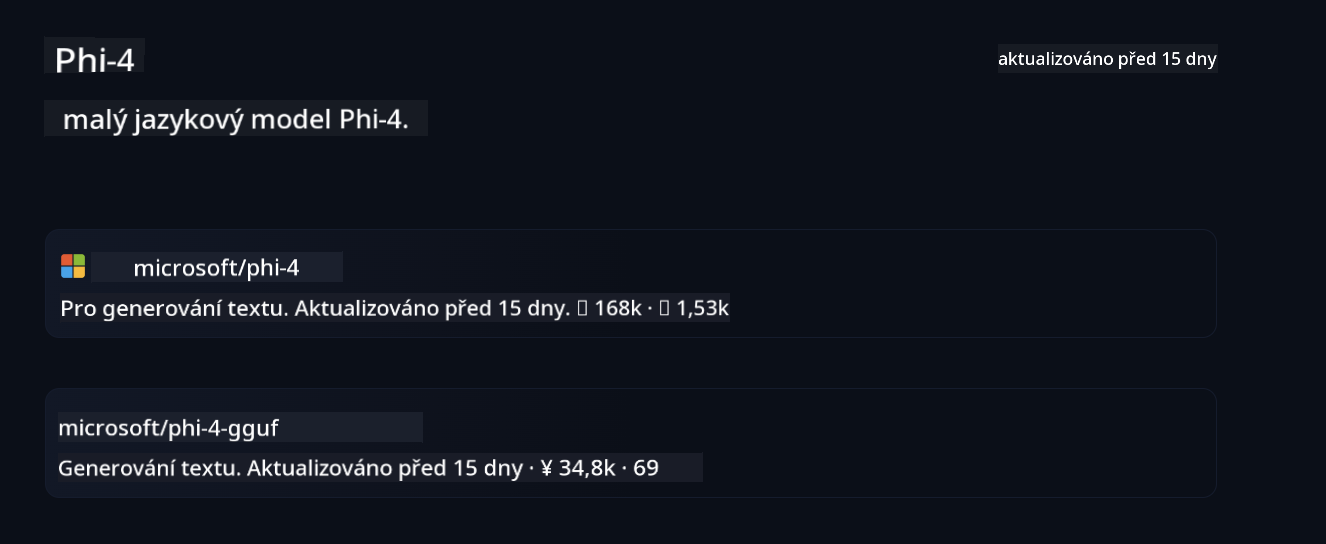 Phi-4
aktualizováno před 15 dny
malý jazykový model Phi-4.
microsoft/phi-4
Pro generování textu. Aktualizováno před 15 dny. ▯ 168k · ▯ 1,53k
microsoft/phi-4-gguf
Generování textu. Aktualizováno před 15 dny · ¥ 34,8k · 69